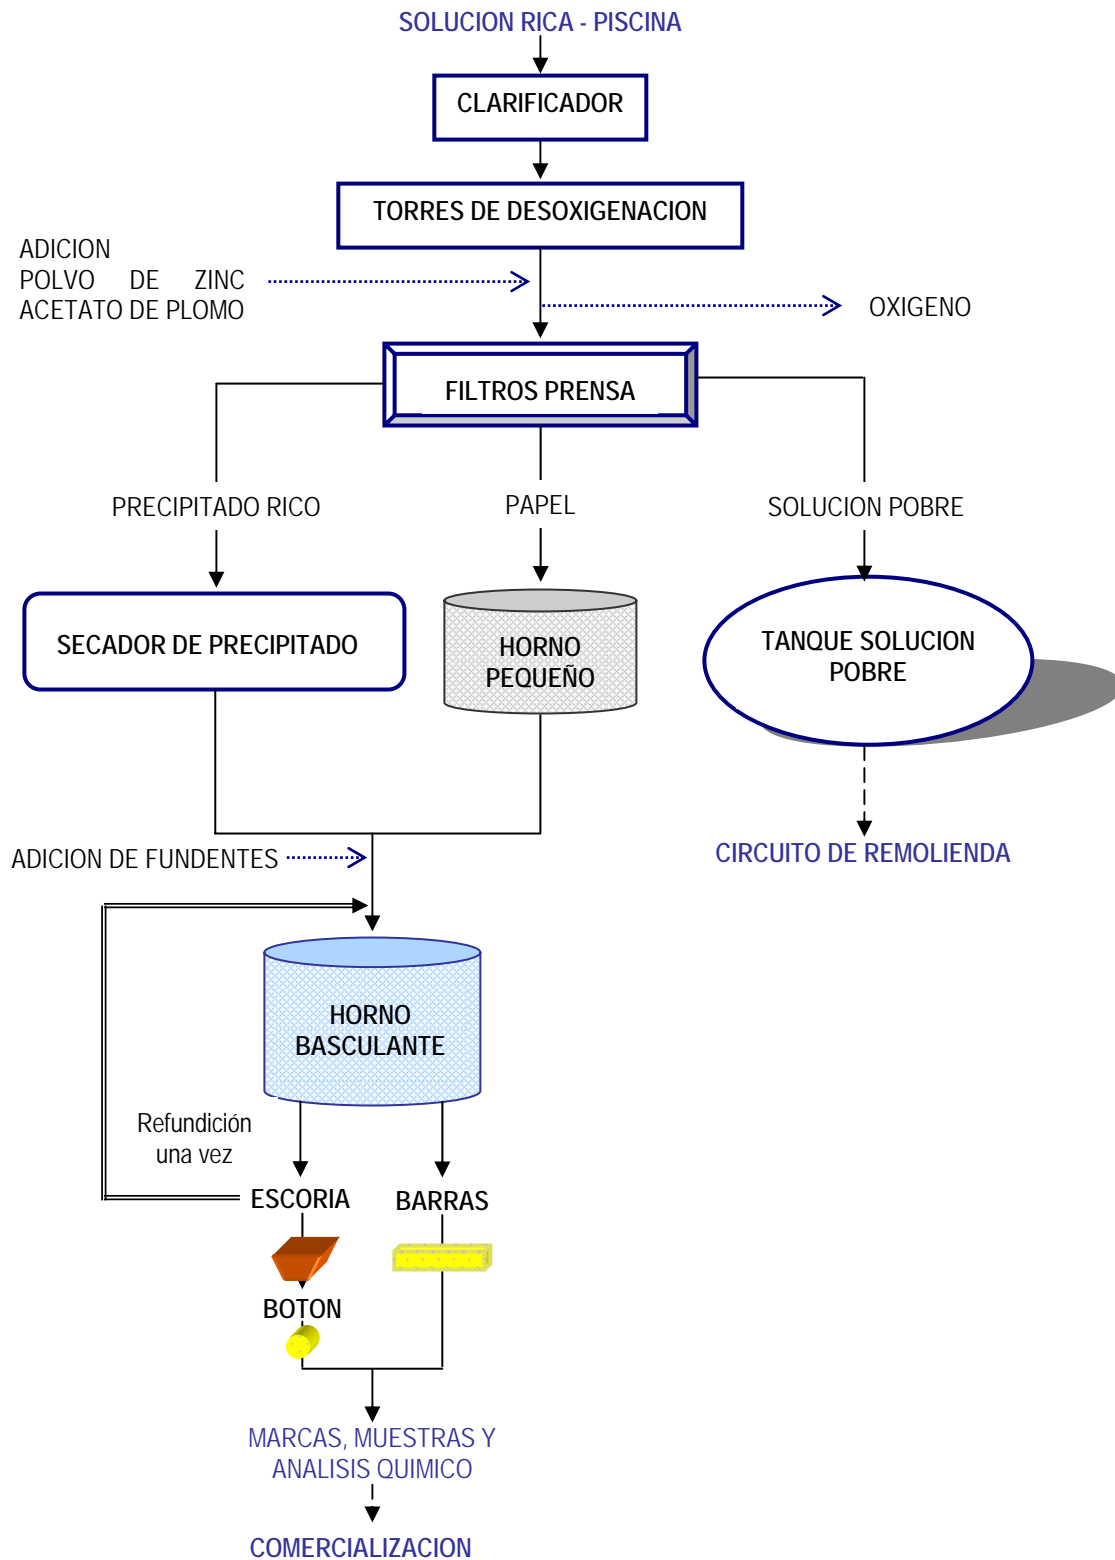 SOLUCION RICA - PISCINA
CLARIFICADOR
TORRES DE DESOXIGENACION
ADICION
POLVO DE ZINC
ACETATO DE PLOMO
OXIGENO
FILTROS PRENSA
PRECIPITADO RICO
PAPEL
SOLUCION POBRE
SECADOR DE PRECIPITADO
HORNO
PEQUEÑO
TANQUE SOLUCION
POBRE
ADICION DE FUNDENTES
CIRCUITO DE REMOLIENDA
HORNO
BASCULANTE
Refundición
una vez
ESCORIA
BARRAS
BOTON
MARCAS, MUESTRAS Y
ANALISIS QUIMICO
COMERCIALIZACION